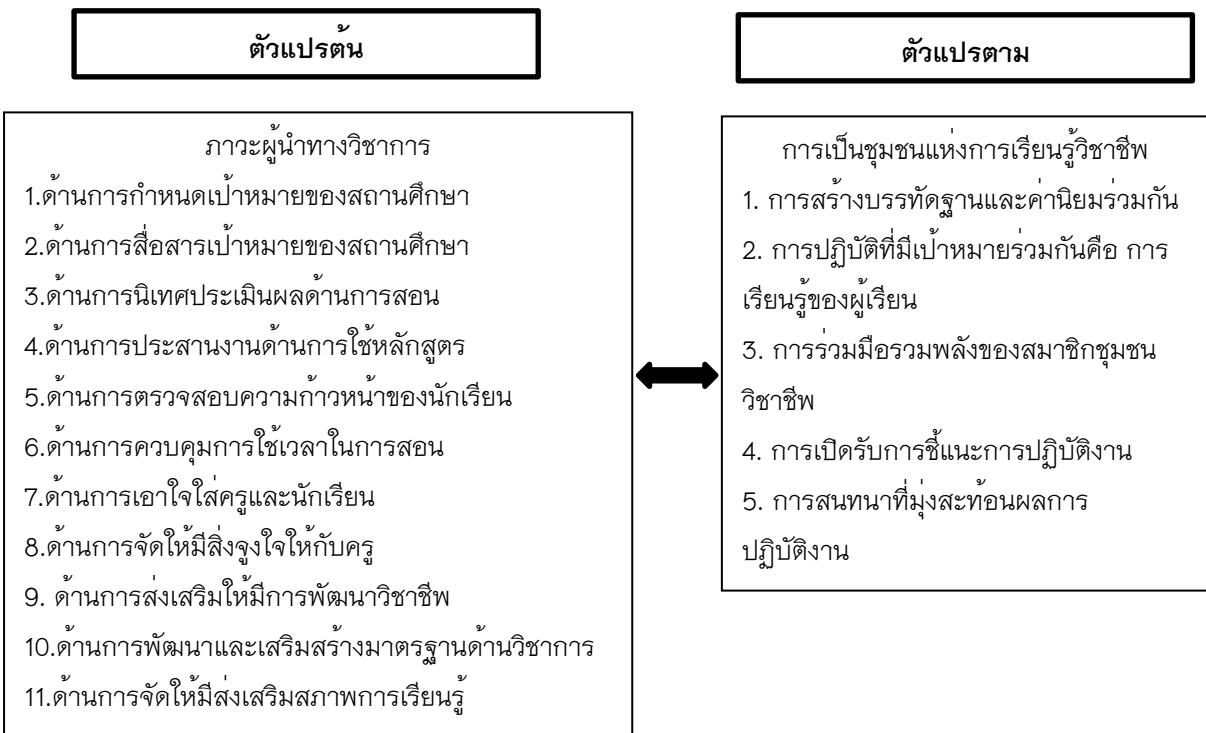 ตัวแปรต้น
ภาวะผู้นำทางวิชาการ
1.ด้านการกำหนดเป้าหมายของสถานศึกษา
2.ด้านการสื่อสารเป้าหมายของสถานศึกษา
3.ด้านการนิเทศประเมินผลด้านการสอน
4.ด้านการประสานงานด้านการใช้หลักสูตร
5.ด้านการตรวจสอบความก้าวหน้าของนักเรียน
6.ด้านการควบคุมการใช้เวลาในการสอน
7.ด้านการเอาใจใส่ครูและนักเรียน
8.ด้านการจัดให้มีสิ่งจูงใจให้กับครู
9. ด้านการส่งเสริมให้มีการพัฒนาวิชาชีพ
10.ด้านการพัฒนาและเสริมสร้างมาตรฐานด้านวิชาการ
11.ด้านการจัดให้มีส่งเสริมสภาพการเรียนรู้
ตัวแปรตาม
การเป็นชุมชนแห่งการเรียนรู้วิชาชีพ
1. การสร้างบรรทัดฐานและค่านิยมร่วมกัน
2. การปฏิบัติที่มีเป้าหมายร่วมกันคือ การ
เรียนรู้ของผู้เรียน
3. การร่วมมือรวมพลังของสมาชิกชุมชน
วิชาชีพ
4. การเปิดรับการชี้แนะการปฏิบัติงาน
5. การสนทนาที่มุ่งสะท้อนผลการ
ปฏิบัติงาน